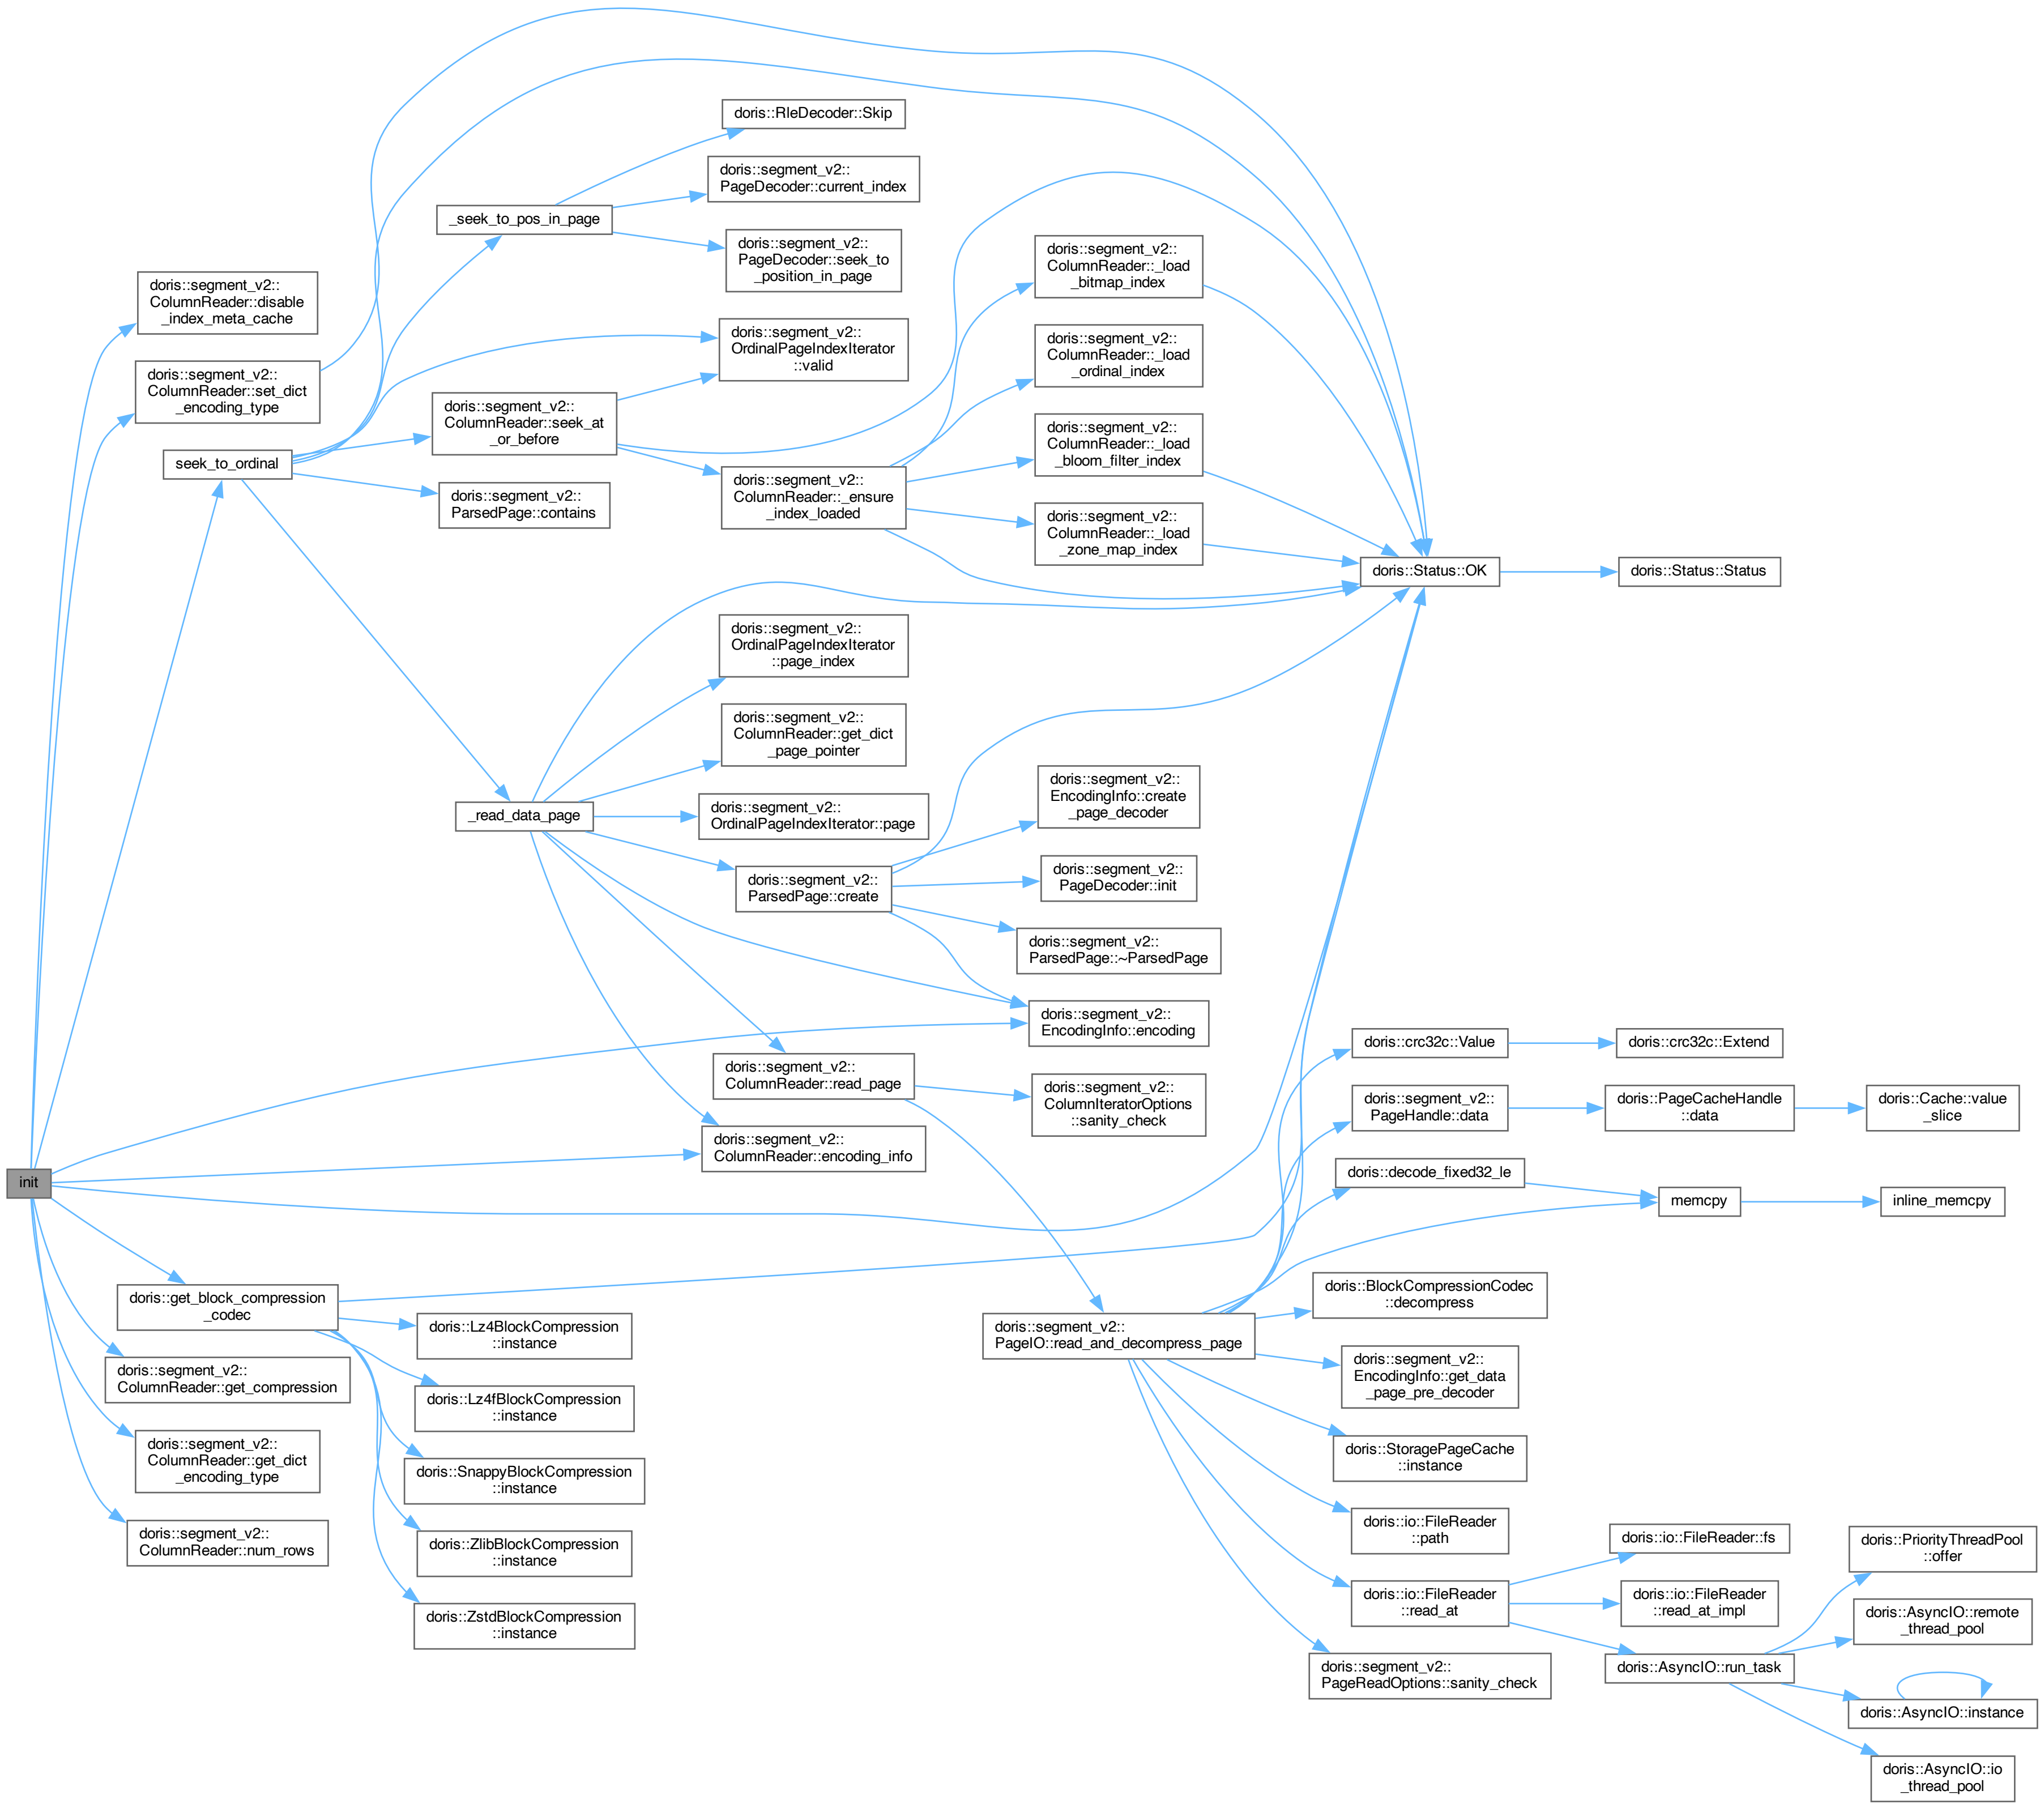 init
doris::segment_v2::
ColumnReader::disable
_index_meta_cache
doris::segment_v2::
ColumnReader::set_dict
_encoding_type
seek_to_ordinal
doris::get_block_compression
_codec
doris::segment_v2::
ColumnReader::get_compression
doris::segment_v2::
ColumnReader::get_dict
_encoding_type
doris::segment_v2::
ColumnReader::num_rows
_seek_to_pos_in_page
doris::segment_v2::
ColumnReader::seek_at
_or_before
doris::segment_v2::
ParsedPage::contains
_read_data_page
doris::Lz4BlockCompression
::instance
doris::Lz4fBlockCompression
::instance
doris::SnappyBlockCompression
::instance
doris::ZlibBlockCompression
::instance
doris::ZstdBlockCompression
::instance
doris::RleDecoder::Skip
doris::segment_v2::
PageDecoder::current_index
doris::segment_v2::
PageDecoder::seek_to
_position_in_page
doris::segment_v2::
OrdinalPageIndexIterator
::valid
doris::segment_v2::
ColumnReader::_ensure
_index_loaded
doris::segment_v2::
OrdinalPageIndexIterator
::page_index
doris::segment_v2::
ColumnReader::get_dict
_page_pointer
doris::segment_v2::
OrdinalPageIndexIterator::page
doris::segment_v2::
ParsedPage::create
doris::segment_v2::
ColumnReader::read_page
doris::segment_v2::
ColumnReader::encoding_info
doris::segment_v2::
ColumnReader::_load
_bitmap_index
doris::segment_v2::
ColumnReader::_load
_ordinal_index
doris::segment_v2::
ColumnReader::_load
_bloom_filter_index
doris::segment_v2::
ColumnReader::_load
_zone_map_index
doris::segment_v2::
EncodingInfo::create
_page_decoder
doris::segment_v2::
PageDecoder::init
doris::segment_v2::
ParsedPage::~ParsedPage
doris::segment_v2::
EncodingInfo::encoding
doris::segment_v2::
ColumnIteratorOptions
::sanity_check
doris::segment_v2::
PageIO::read_and_decompress_page
doris::Status::OK
doris::Status::Status
doris::crc32c::Value
doris::crc32c::Extend
doris::segment_v2::
PageHandle::data
doris::PageCacheHandle
::data
doris::Cache::value
_slice
doris::decode_fixed32_le
memcpy
inline_memcpy
doris::BlockCompressionCodec
::decompress
doris::segment_v2::
EncodingInfo::get_data
_page_pre_decoder
doris::StoragePageCache
::instance
doris::io::FileReader
::path
doris::io::FileReader
::read_at
doris::segment_v2::
PageReadOptions::sanity_check
doris::io::FileReader::fs
doris::io::FileReader
::read_at_impl
doris::AsyncIO::run_task
doris::PriorityThreadPool
::offer
doris::AsyncIO::remote
_thread_pool
doris::AsyncIO::instance
doris::AsyncIO::io
_thread_pool